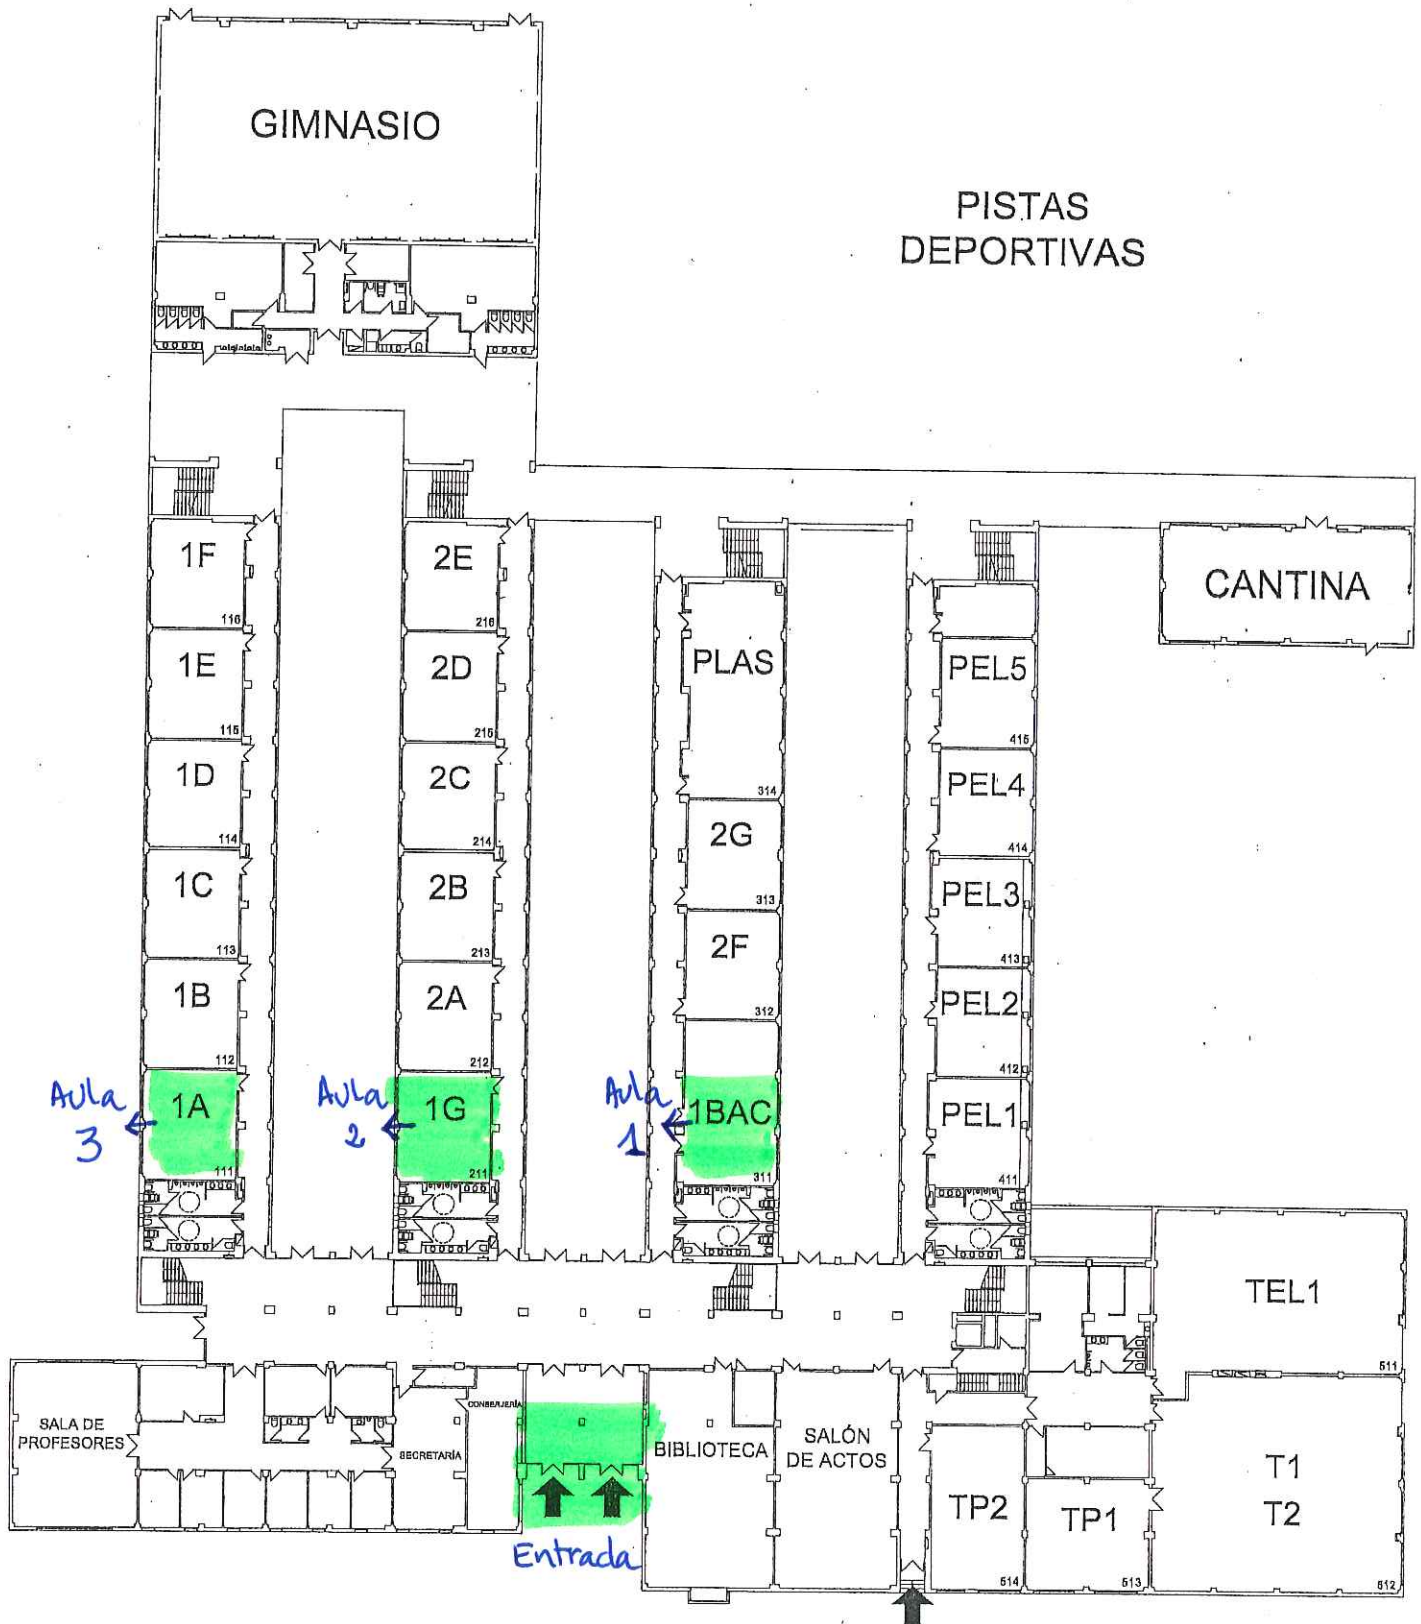 GIMNASIO
PISTAS
DEPORTIVAS
1F
116
2E
216
CANTINA
1E
115
2D
215
PLAS
314
PEL5
415
1D
114
2C
214
PEL4
414
1C
113
2B
213
2G
313
PEL3
413
1B
112
2A
212
2F
312
PEL2
412
Aula
3
1A
111
Aula
2
1G
211
Aula
1
1BAC
311
PEL1
411
TEL1
511
SALA DE
PROFESORES
SECRETARÍA
CONSERJERÍA
BIBLIOTECA
SALÓN
DE ACTOS
TP2
514
TP1
513
T1
T2
512
Entrada